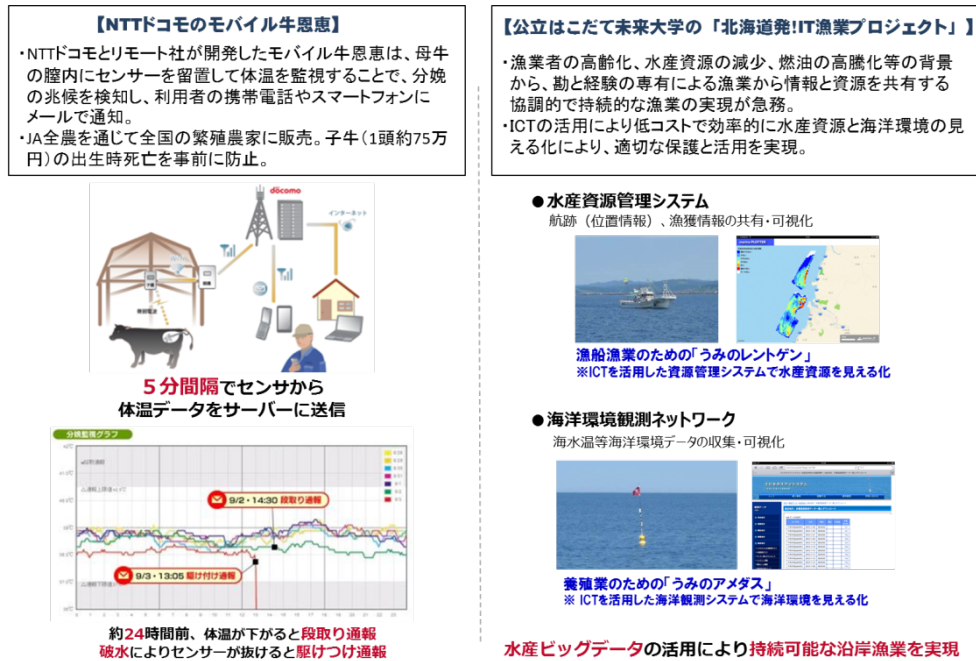 【NTTドコモのモバイル牛恩恵】
・NTTドコモとリモート社が開発したモバイル牛恩恵は、母牛
の膣内にセンサーを留置して体温を監視することで、分娩
の兆候を検知し、利用者の携帯電話やスマートフォンに
メールで通知。
・JA全農を通じて全国の繁殖農家に販売。子牛(1頭約75万
円)の出生時死亡を事前に防止。
döcomo
インターネット
５分間隔でセンサから
体温データをサーバーに送信
分娩監視グラフ
9/2・14:30 段取り通報
9/3・13:05 駆け付け通報
0 1 2 3 4 5 6 7 8 9 10 11 12 13 14 15 16 17 18 19 20 21 22 23
約24時間前、体温が下がると段取り通報
破水によりセンサーが抜けると駆けつけ通報
【公立はこだて未来大学の「北海道発!IT漁業プロジェクト」】
・漁業者の高齢化、水産資源の減少、燃油の高騰化等の背景
から、勘と経験の専有による漁業から情報と資源を共有する
協調的で持続的な漁業の実現が急務。
・ICTの活用により低コストで効率的に水産資源と海洋環境の見
える化により、適切な保護と活用を実現。
●水産資源管理システム
航跡（位置情報）、漁獲情報の共有・可視化
漁船漁業のための「うみのレントゲン」
※ICTを活用した資源管理システムで水産資源を見える化
●海洋環境観測ネットワーク
海水温等海洋環境データの収集・可視化
養殖業のための「うみのアメダス」
※ ICTを活用した海洋観測システムで海洋環境を見える化
水産ビッグデータの活用により持続可能な沿岸漁業を実現